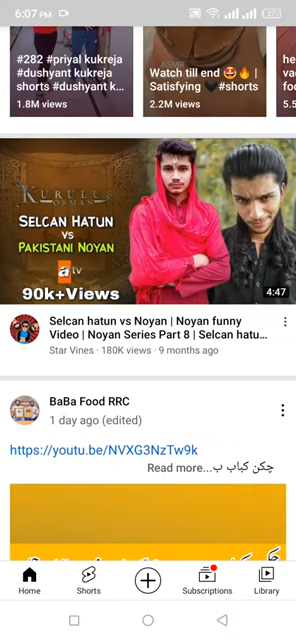 6:07 PM
27
#282 #priyal kukreja
#dushyant kukreja
shorts #dushyant k...
1.8M views
ASMR
Watch till end 🤩🔥 |
Satisfying 🖤#shorts
2.2M views
he
va
foo
5.5
KURULUS
OSMAN
SELCAN HATUN
VS
PAKISTANI NOYAN
atv
90k+Views
4:47
Selcan hatun vs Noyan | Noyan funny
Video | Noyan Series Part 8 | Selcan hatu...
Star Vines · 180K views · 9 months ago
BaBa Food RRC
1 day ago (edited)
https://youtu.be/NVXG3NzTw9k
چکن کباب ب...Read more
Home
Shorts
Subscriptions
Library